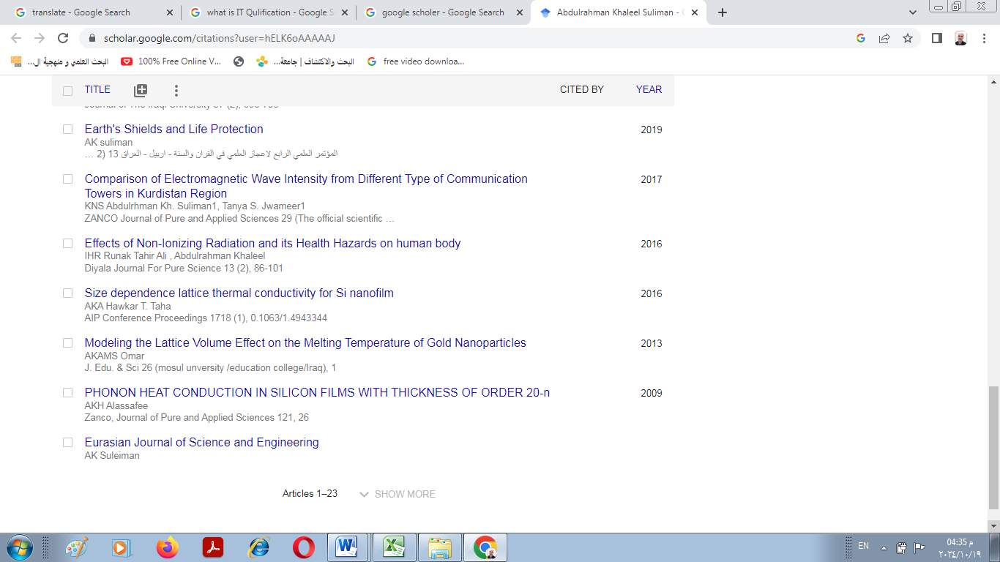 translate - Google Search
what is IT Qulification - Google S
google scholer - Google Search
Abdulrahman Khaleel Suliman -
scholar.google.com/citations?user=hELK6oAAAAAJ
البحث العلمي و منهجية ال...
100% Free Online V...
البحث والاكتشاف | جامعة...
free video downloa...
TITLE
CITED BY
YEAR
Earth's Shields and Life Protection
2019
AK suliman
المؤتمر العلمي الرابع لاعجاز العلمي في القران والسنة - اربيل - العراق 13 (2 ...
Comparison of Electromagnetic Wave Intensity from Different Type of Communication
Towers in Kurdistan Region
2017
KNS Abdulrhman Kh. Suliman1, Tanya S. Jwameer1
ZANCO Journal of Pure and Applied Sciences 29 (The official scientific ...
Effects of Non-Ionizing Radiation and its Health Hazards on human body
2016
IHR Runak Tahir Ali , Abdulrahman Khaleel
Diyala Journal For Pure Science 13 (2), 86-101
Size dependence lattice thermal conductivity for Si nanofilm
2016
AKA Hawkar T. Taha
AIP Conference Proceedings 1718 (1), 0.1063/1.4943344
Modeling the Lattice Volume Effect on the Melting Temperature of Gold Nanoparticles
2013
AKAMS Omar
J. Edu. & Sci 26 (mosul unversity /education college/Iraq), 1
PHONON HEAT CONDUCTION IN SILICON FILMS WITH THICKNESS OF ORDER 20-n
2009
AKH Alassafee
Zanco, Journal of Pure and Applied Sciences 121, 26
Eurasian Journal of Science and Engineering
AK Suleiman
Articles 1–23
SHOW MORE
EN
04:35 م
٢٠٢٤/١٠/١٩